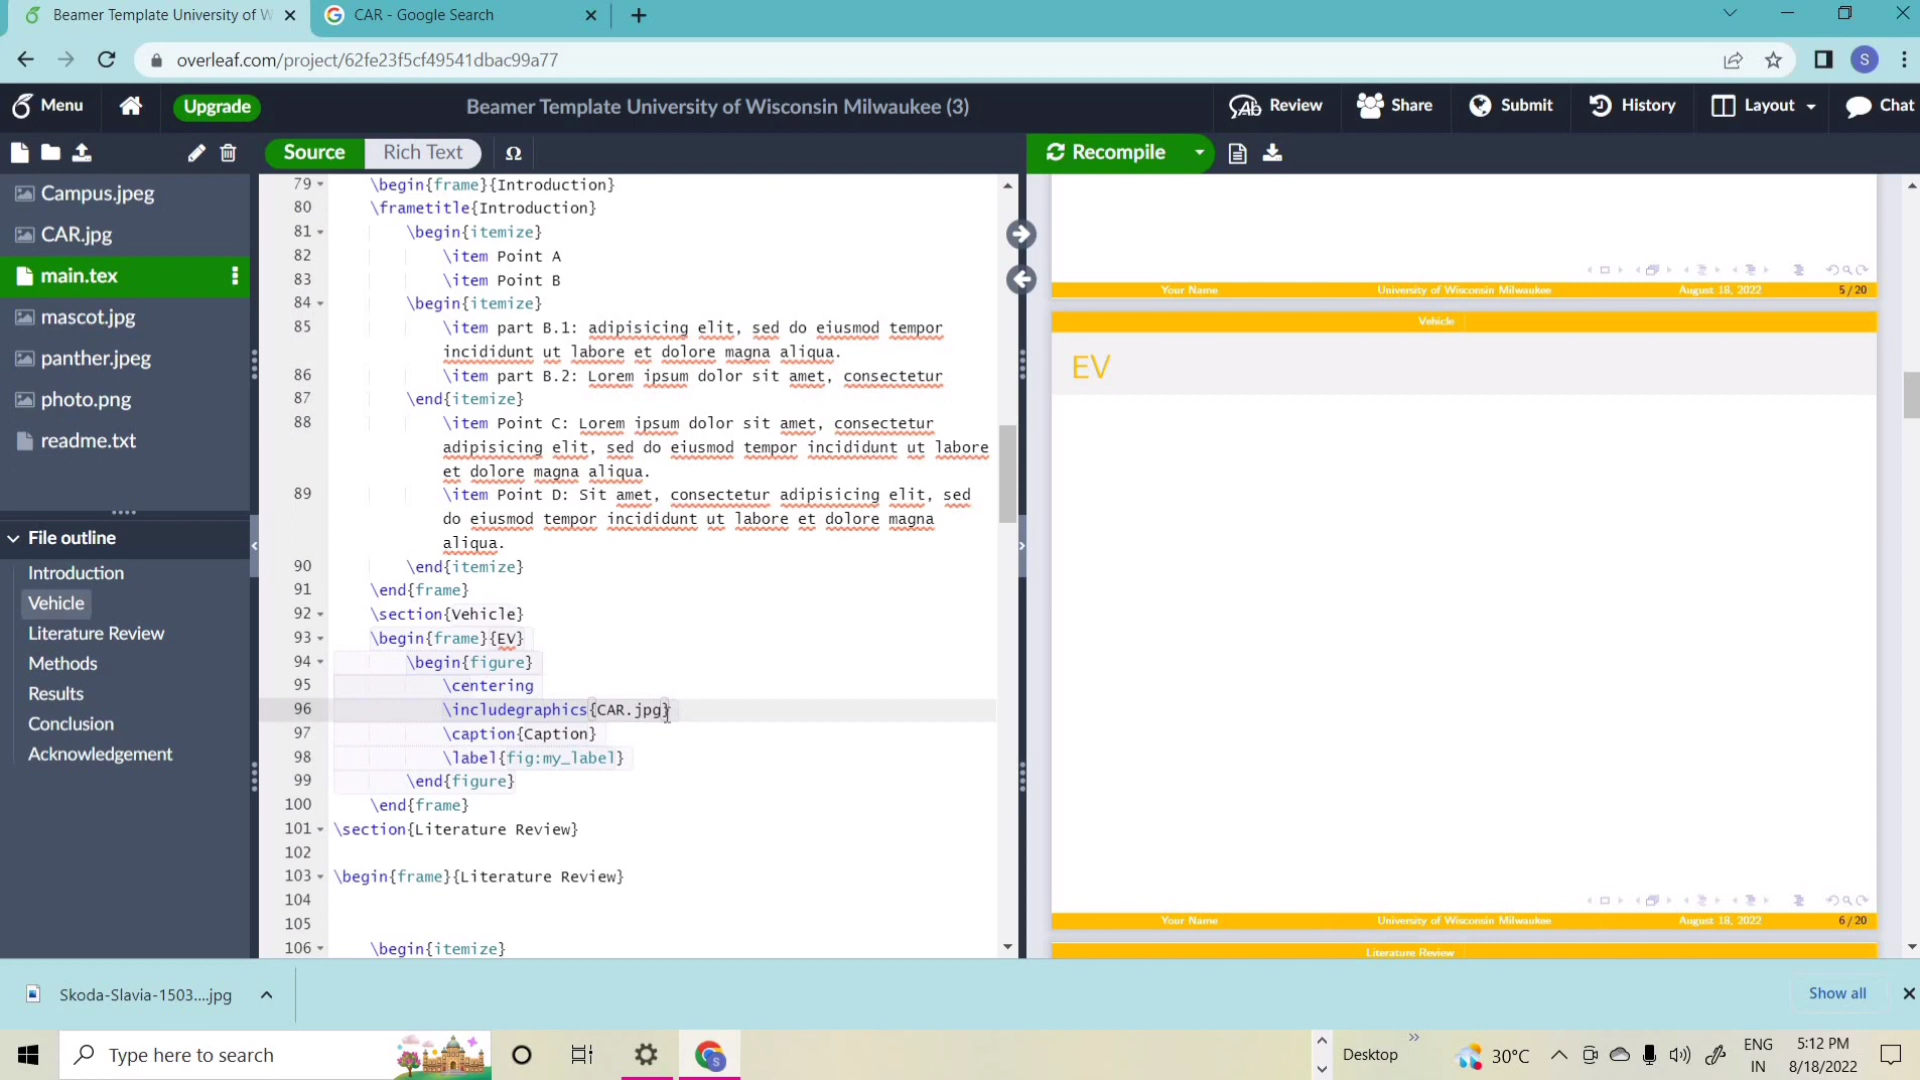 Beamer Template University of W
CAR - Google Search
overleaf.com/project/62fe23f5cf49541dbac99a77
S
Menu
Upgrade
Beamer Template University of Wisconsin Milwaukee (3)
Review
Share
Submit
History
Layout
Chat
Source
Rich Text
Ω
Recompile
Campus.jpeg
CAR.jpg
main.tex
mascot.jpg
panther.jpeg
photo.png
readme.txt
File outline
Introduction
Vehicle
Literature Review
Methods
Results
Conclusion
Acknowledgement
79 \begin{frame}{Introduction}
80 \frametitle{Introduction}
81 \begin{itemize}
82 \item Point A
83 \item Point B
84 \begin{itemize}
85 \item part B.1: adipisicing elit, sed do eiusmod tempor
incididunt ut labore et dolore magna aliqua.
86 \item part B.2: Lorem ipsum dolor sit amet, consectetur
87 \end{itemize}
88 \item Point C: Lorem ipsum dolor sit amet, consectetur
adipisicing elit, sed do eiusmod tempor incididunt ut labore
et dolore magna aliqua.
89 \item Point D: Sit amet, consectetur adipisicing elit, sed
do eiusmod tempor incididunt ut labore et dolore magna
aliqua.
90 \end{itemize}
91 \end{frame}
92 \section{Vehicle}
93 \begin{frame}{EV}
94 \begin{figure}
95 \centering
96 \includegraphics{CAR.jpg}
97 \caption{Caption}
98 \label{fig:my_label}
99 \end{figure}
100 \end{frame}
101 \section{Literature Review}
102
103 \begin{frame}{Literature Review}
104
105
106 \begin{itemize}
Your Name University of Wisconsin Milwaukee August 18, 2022 5 / 20
Vehicle
EV
Your Name University of Wisconsin Milwaukee August 18, 2022 6 / 20
Literature Review
Skoda-Slavia-1503....jpg
Show all
Type here to search
S
Desktop
30°C
ENG
IN
5:12 PM
8/18/2022